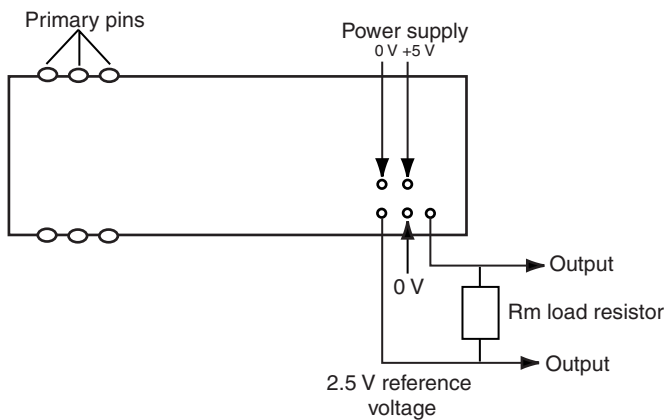 Primary pins
Power supply
0 V +5 V
0 V
Output
Rm load resistor
Output
2.5 V reference
voltage